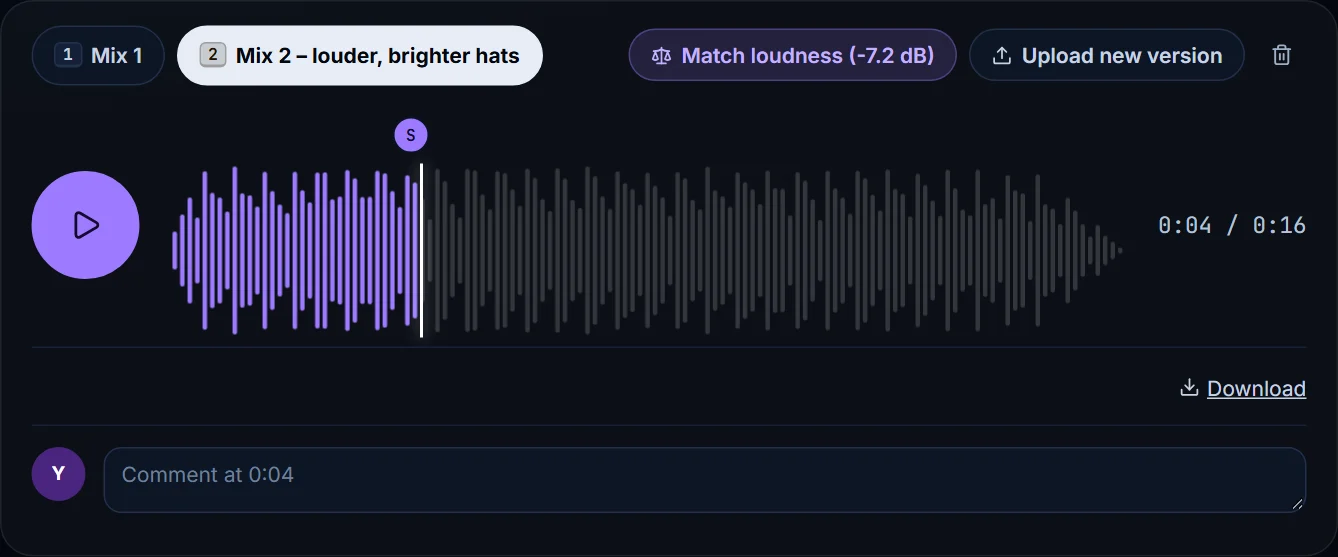 1 Mix 1
2 Mix 2 – louder, brighter hats
Match loudness (-7.2 dB)
Upload new version
S
0:04 / 0:16
Download
Y
Comment at 0:04